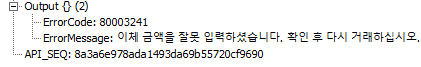 Output {} (2)
ErrorCode: 80003241
ErrorMessage: 이체 금액을 잘못 입력하셨습니다. 확인 후 다시 거래하십시오.
API_SEQ: 8a3a6e978ada1493da69b55720cf9690